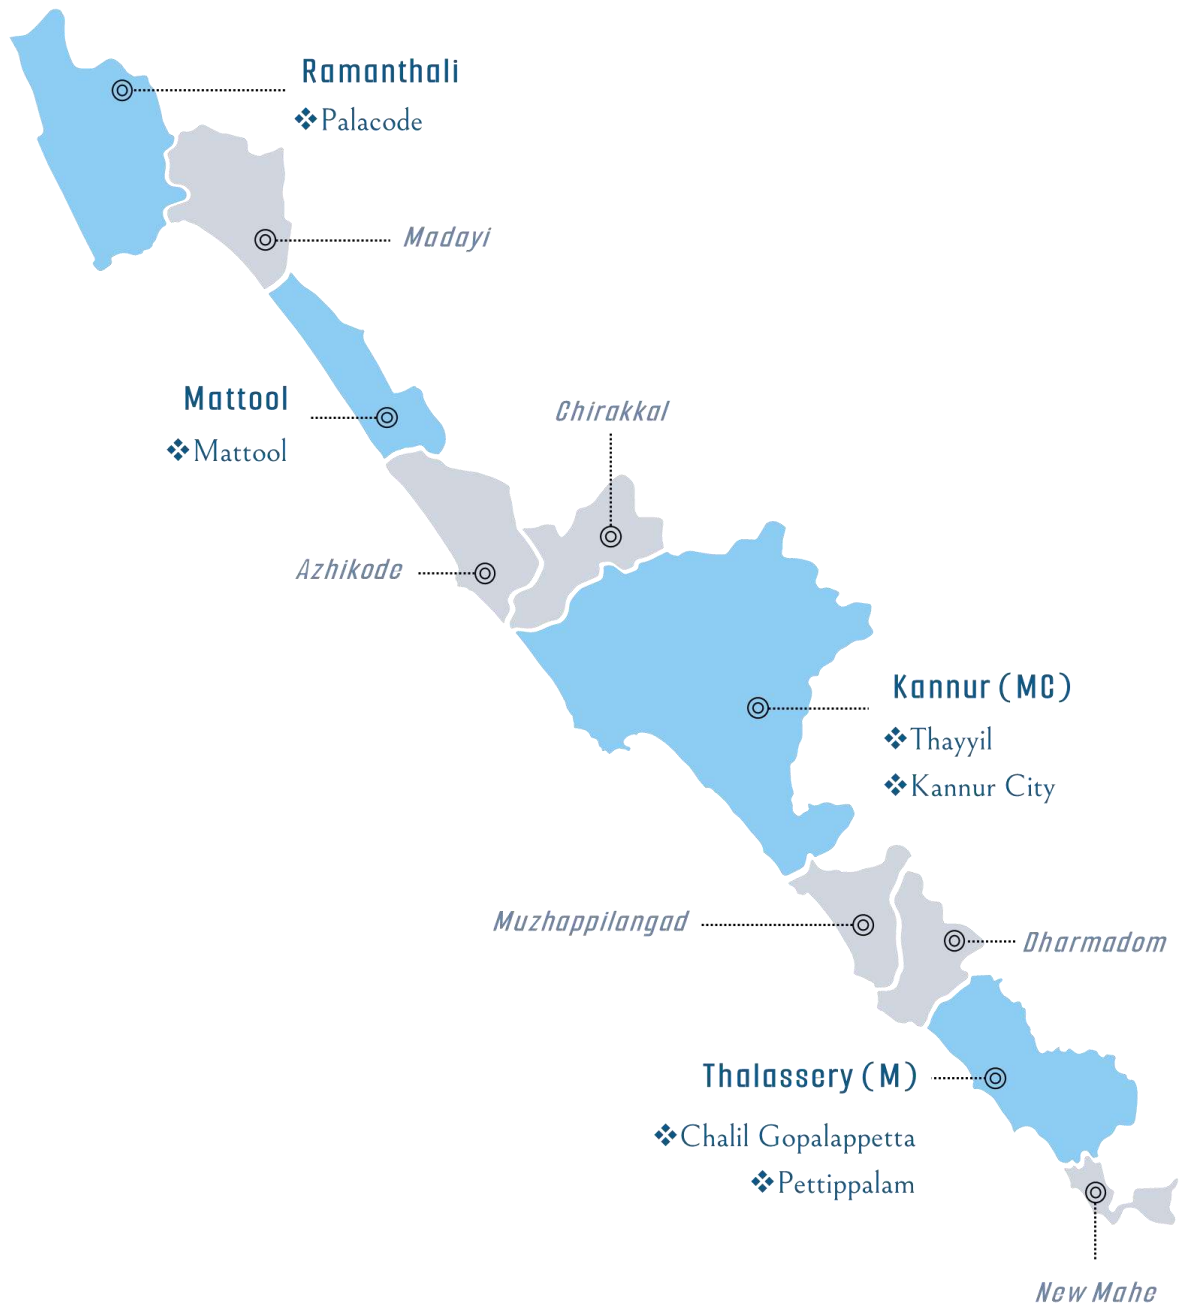 Ramanthali
❖Palacode
Madayi
Mattool
❖Mattool
Chirakkal
Azhikode
Kannur (MC)
❖Thayyil
❖Kannur City
Muzhappilangad
Dharmadom
Thalassery (M)
❖Chalil Gopalappetta
❖Pettippalam
New Mahe